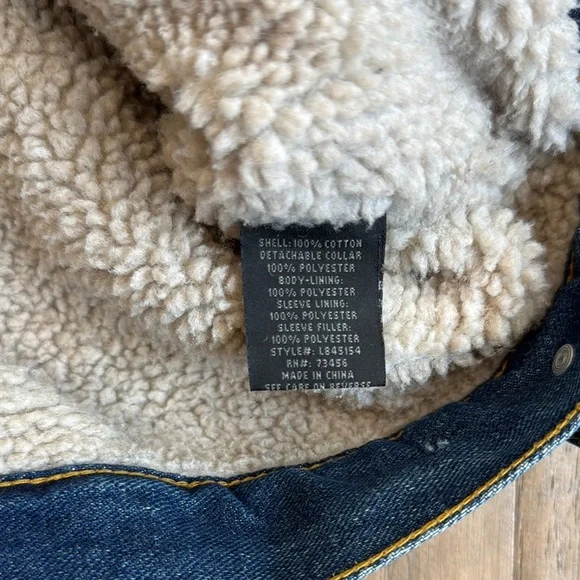 SHELL: 100% COTTON
DETACHABLE COLLAR
100% POLYESTER
BODY-LINING:
100% POLYESTER
SLEEVE LINING:
100% POLYESTER
SLEEVE FILLER:
100% POLYESTER
STYLE#: L845154
RN#: 73456
MADE IN CHINA
SEE CARE ON REVERSE